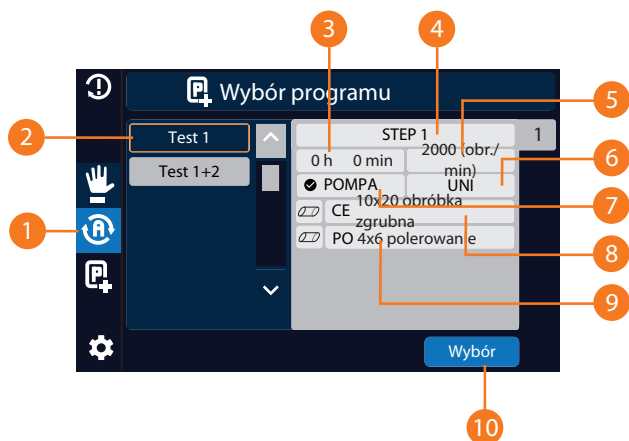 3
4
Wybór programu
5
2
Test 1
STEP 1
1
0 h 0 min
2000 (obr./
min)
6
Test 1+2
POMPA
UNI
7
CE
10x20 obróbka
zgrubna
1
A
8
PO 4x6 polerowanie
P
9
Wybór
10